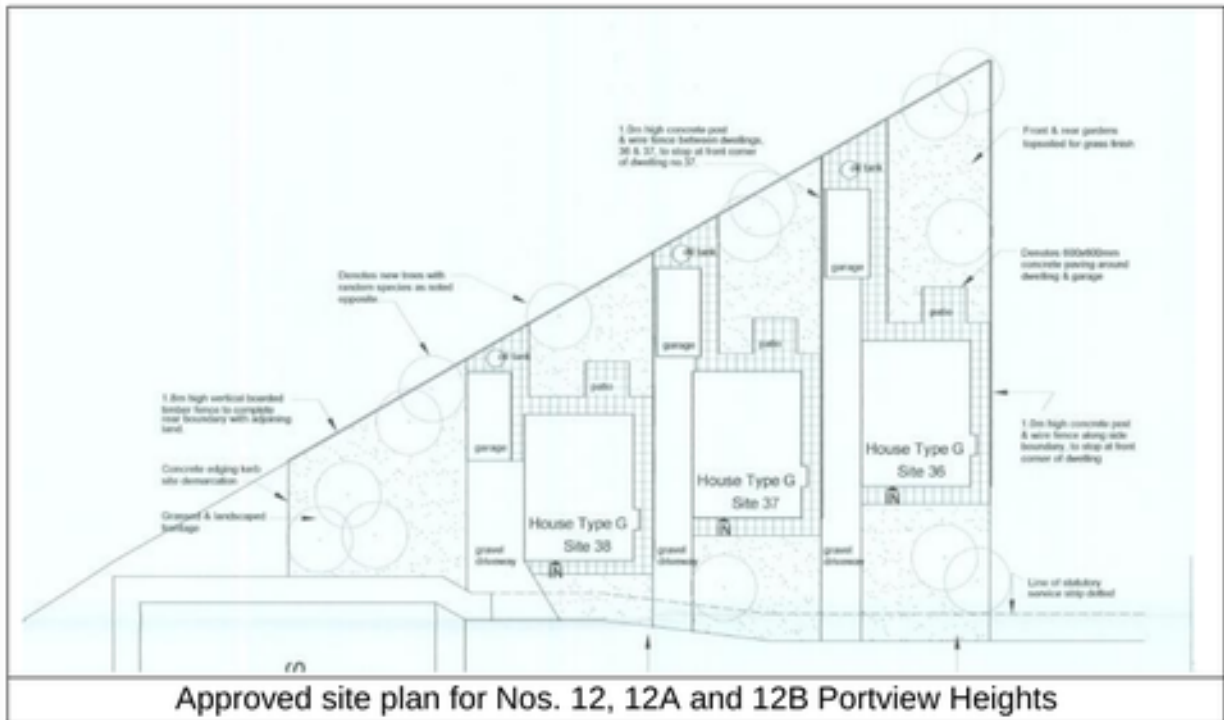 1.0m high concrete post
& wire fence between dwellings,
36 & 37, to stop at front corner
of dwelling no.37
Front & rear gardens
topsoiled for grass finish
oil tank
garage
Denotes 600x600mm
concrete paving around
dwelling & garage
patio
oil tank
garage
patio
Denotes new trees with
random species as noted
opposite.
oil tank
garage
patio
1.8m high vertical boarded
timber fence to complete
rear boundary with adjoining
land.
1.0m high concrete post
& wire fence along side
boundary, to stop at front
corner of dwelling
Concrete edging kerb
site demarcation
Grassed & landscaped
frontage
House Type G
Site 36
IN
House Type G
Site 37
IN
House Type G
Site 38
IN
gravel
driveway
gravel
driveway
gravel
driveway
Line of statutory
service strip dotted
S
Approved site plan for Nos. 12, 12A and 12B Portview Heights